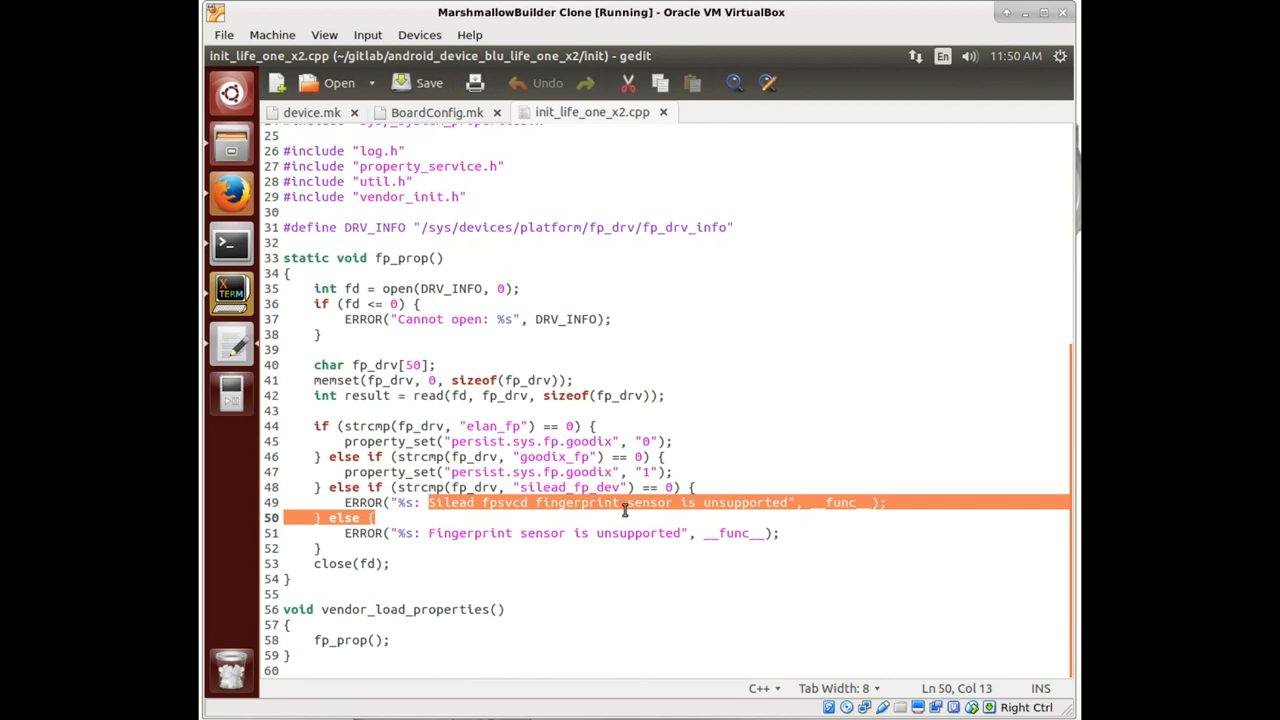 MarshmallowBuilder Clone [Running] - Oracle VM VirtualBox
File Machine View Input Devices Help
init_life_one_x2.cpp (~/gitlab/android_device_blu_life_one_x2/init) - gedit En 11:50 AM
Open Save Undo
device.mk BoardConfig.mk init_life_one_x2.cpp
25
26 #include "log.h"
27 #include "property_service.h"
28 #include "util.h"
29 #include "vendor_init.h"
30
31 #define DRV_INFO "/sys/devices/platform/fp_drv/fp_drv_info"
32
33 static void fp_prop()
34 {
35 int fd = open(DRV_INFO, 0);
36 if (fd <= 0) {
37 ERROR("Cannot open: %s", DRV_INFO);
38 }
39
40 char fp_drv[50];
41 memset(fp_drv, 0, sizeof(fp_drv));
42 int result = read(fd, fp_drv, sizeof(fp_drv));
43
44 if (strcmp(fp_drv, "elan_fp") == 0) {
45 property_set("persist.sys.fp.goodix", "0");
46 } else if (strcmp(fp_drv, "goodix_fp") == 0) {
47 property_set("persist.sys.fp.goodix", "1");
48 } else if (strcmp(fp_drv, "silead_fp_dev") == 0) {
49 ERROR("%s: Silead fpsvcd fingerprint sensor is unsupported", __func__);
50 } else {
51 ERROR("%s: Fingerprint sensor is unsupported", __func__);
52 }
53 close(fd);
54 }
55
56 void vendor_load_properties()
57 {
58 fp_prop();
59 }
60
C++ Tab Width: 8 Ln 50, Col 13 INS
Right Ctrl